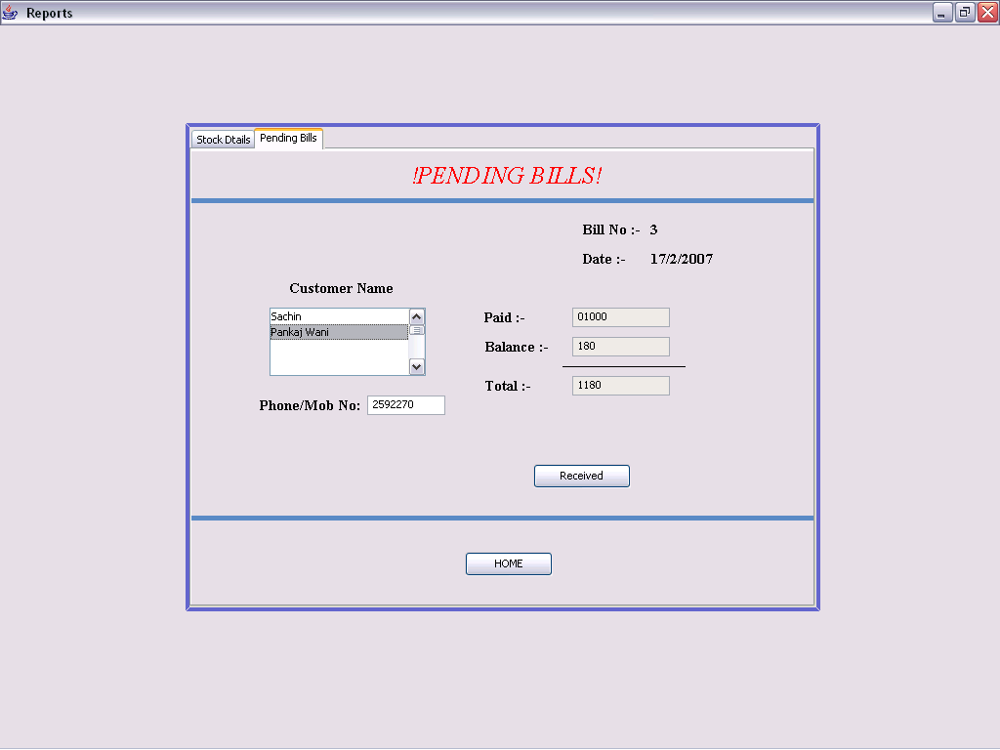 Reports
Stock Dtails Pending Bills
!PENDING BILLS!
Bill No :- 3
Date :- 17/2/2007
Customer Name
Sachin
Pankaj Wani
Phone/Mob No: 2592270
Paid :- 01000
Balance :- 180
Total :- 1180
Received
HOME